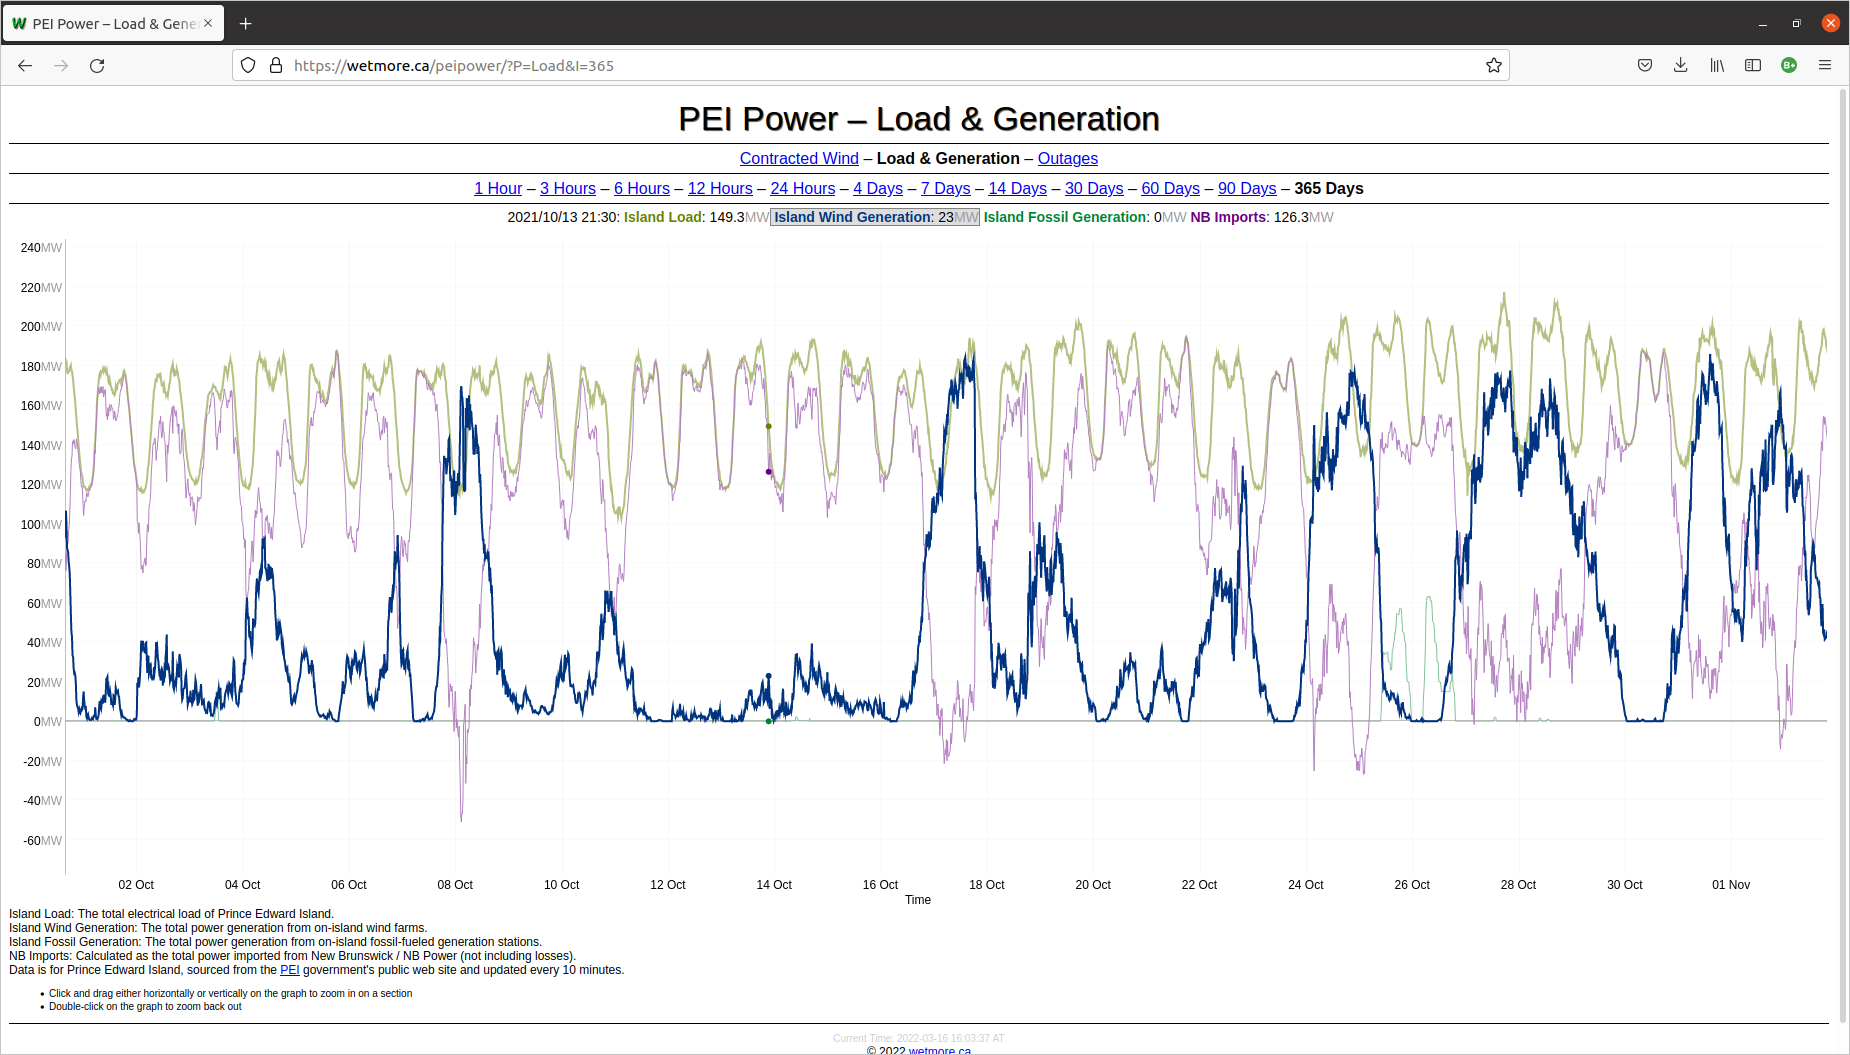 PEI Power – Load & Gene
https://wetmore.ca/peipower/?P=Load&I=365
B+
PEI Power – Load & Generation
Contracted Wind – Load & Generation – Outages
1 Hour – 3 Hours – 6 Hours – 12 Hours – 24 Hours – 4 Days – 7 Days – 14 Days – 30 Days – 60 Days – 90 Days – 365 Days
2021/10/13 21:30: Island Load: 149.3MW Island Wind Generation: 23MW Island Fossil Generation: 0MW NB Imports: 126.3MW
240MW
220MW
200MW
180MW
160MW
140MW
120MW
100MW
80MW
60MW
40MW
20MW
0MW
-20MW
-40MW
-60MW
02 Oct 04 Oct 06 Oct 08 Oct 10 Oct 12 Oct 14 Oct 16 Oct 18 Oct 20 Oct 22 Oct 24 Oct 26 Oct 28 Oct 30 Oct 01 Nov
Time
Island Load: The total electrical load of Prince Edward Island.
Island Wind Generation: The total power generation from on-island wind farms.
Island Fossil Generation: The total power generation from on-island fossil-fueled generation stations.
NB Imports: Calculated as the total power imported from New Brunswick / NB Power (not including losses).
Data is for Prince Edward Island, sourced from the PEI government's public web site and updated every 10 minutes.
• Click and drag either horizontally or vertically on the graph to zoom in on a section
• Double-click on the graph to zoom back out
Current Time: 2022-03-16 16:03:37 AT
© 2022 wetmore.ca